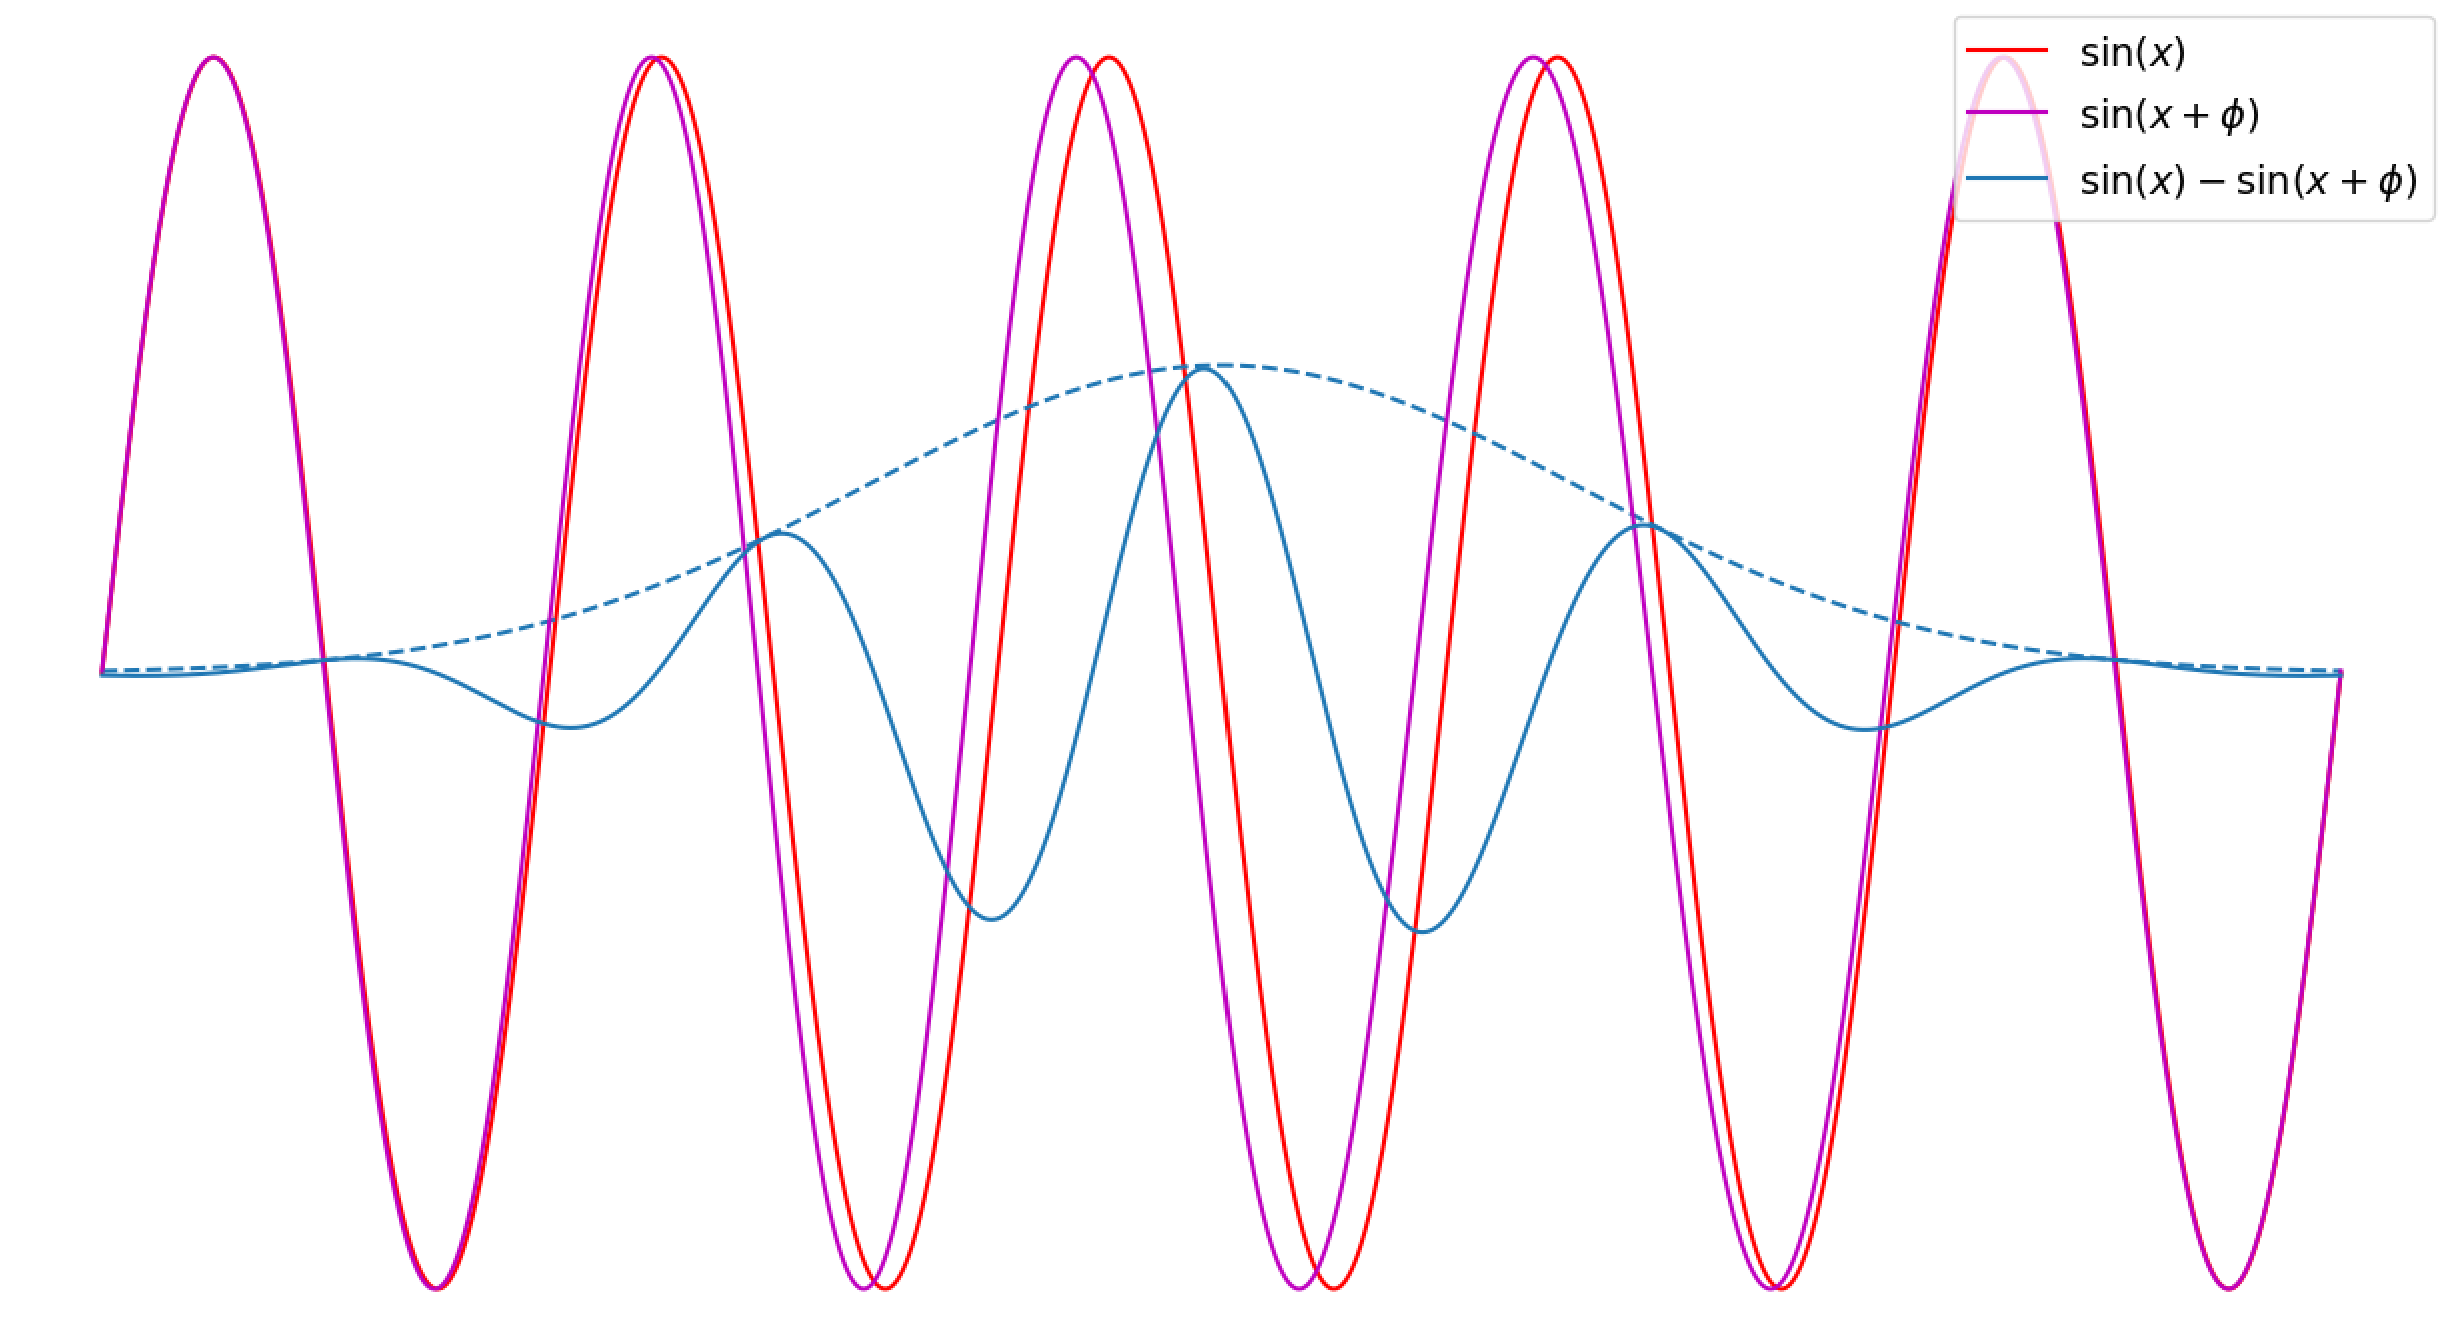 sin(x)
sin(x + ϕ)
sin(x) − sin(x + ϕ)